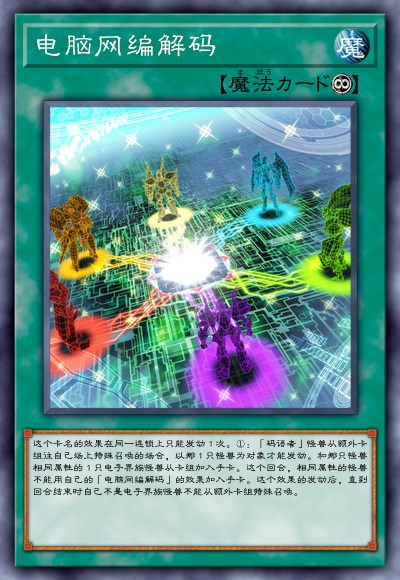 电脑网编解码
魔
【魔法カード】
まほう
这个卡名的效果在同一连锁上只能发动1次。①：「码语者」怪兽从额外卡
组往自己场上特殊召唤的场合，以那1只怪兽为对象才能发动。和那只怪兽
相同属性的1只电子界族怪兽从卡组加入手卡。这个回合，相同属性的怪兽
不能用自己的「电脑网编解码」的效果加入手卡。这个效果的发动后，直到
回合结束时自己不是电子界族怪兽不能从额外卡组特殊召唤。